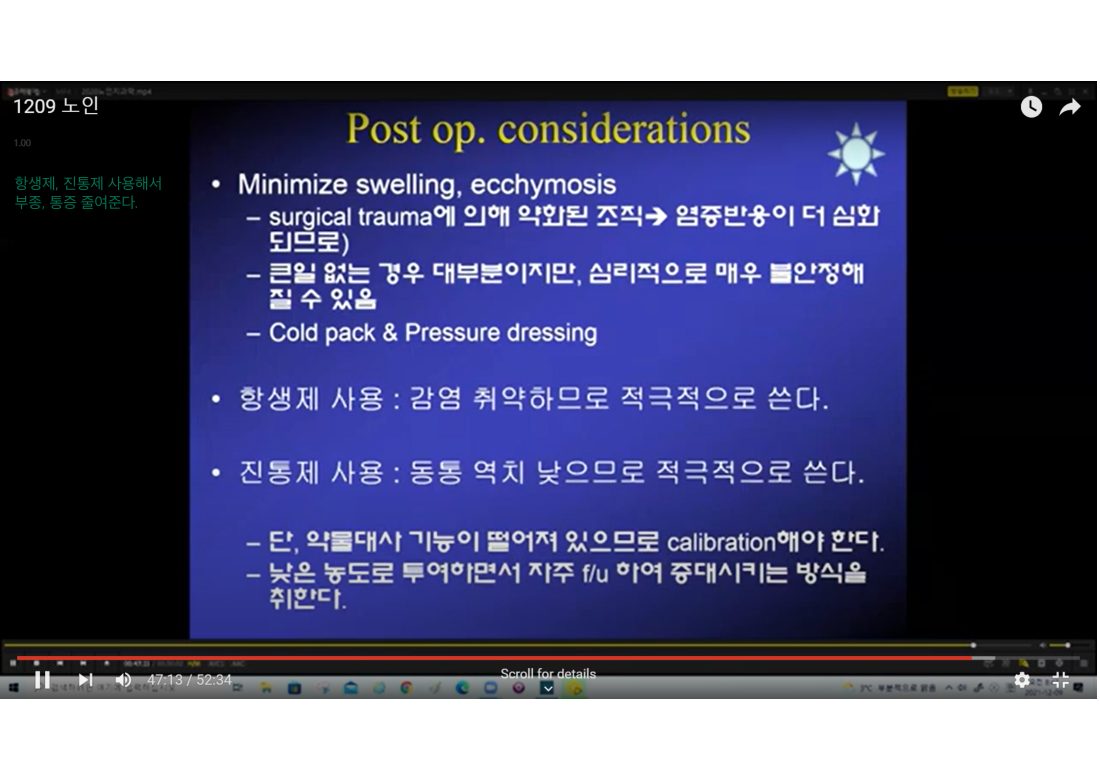 1209 노인
1.00
항생제, 진통제 사용해서
부종, 통증 줄여준다.
Post op. considerations
• Minimize swelling, ecchymosis
– surgical trauma에 의해 약화된 조직➔ 염증반응이 더 심화
되므로)
– 큰일 없는 경우 대부분이지만, 심리적으로 매우 불안정해
질 수 있음
– Cold pack & Pressure dressing
• 항생제 사용 : 감염 취약하므로 적극적으로 쓴다.
• 진통제 사용 : 동통 역치 낮으므로 적극적으로 쓴다.
– 단, 약물대사 기능이 떨어져 있으므로 calibration해야 한다.
– 낮은 농도로 투여하면서 자주 f/u 하여 증대시키는 방식을
취한다.
Scroll for details
47:13 / 52:34
2021-12-09